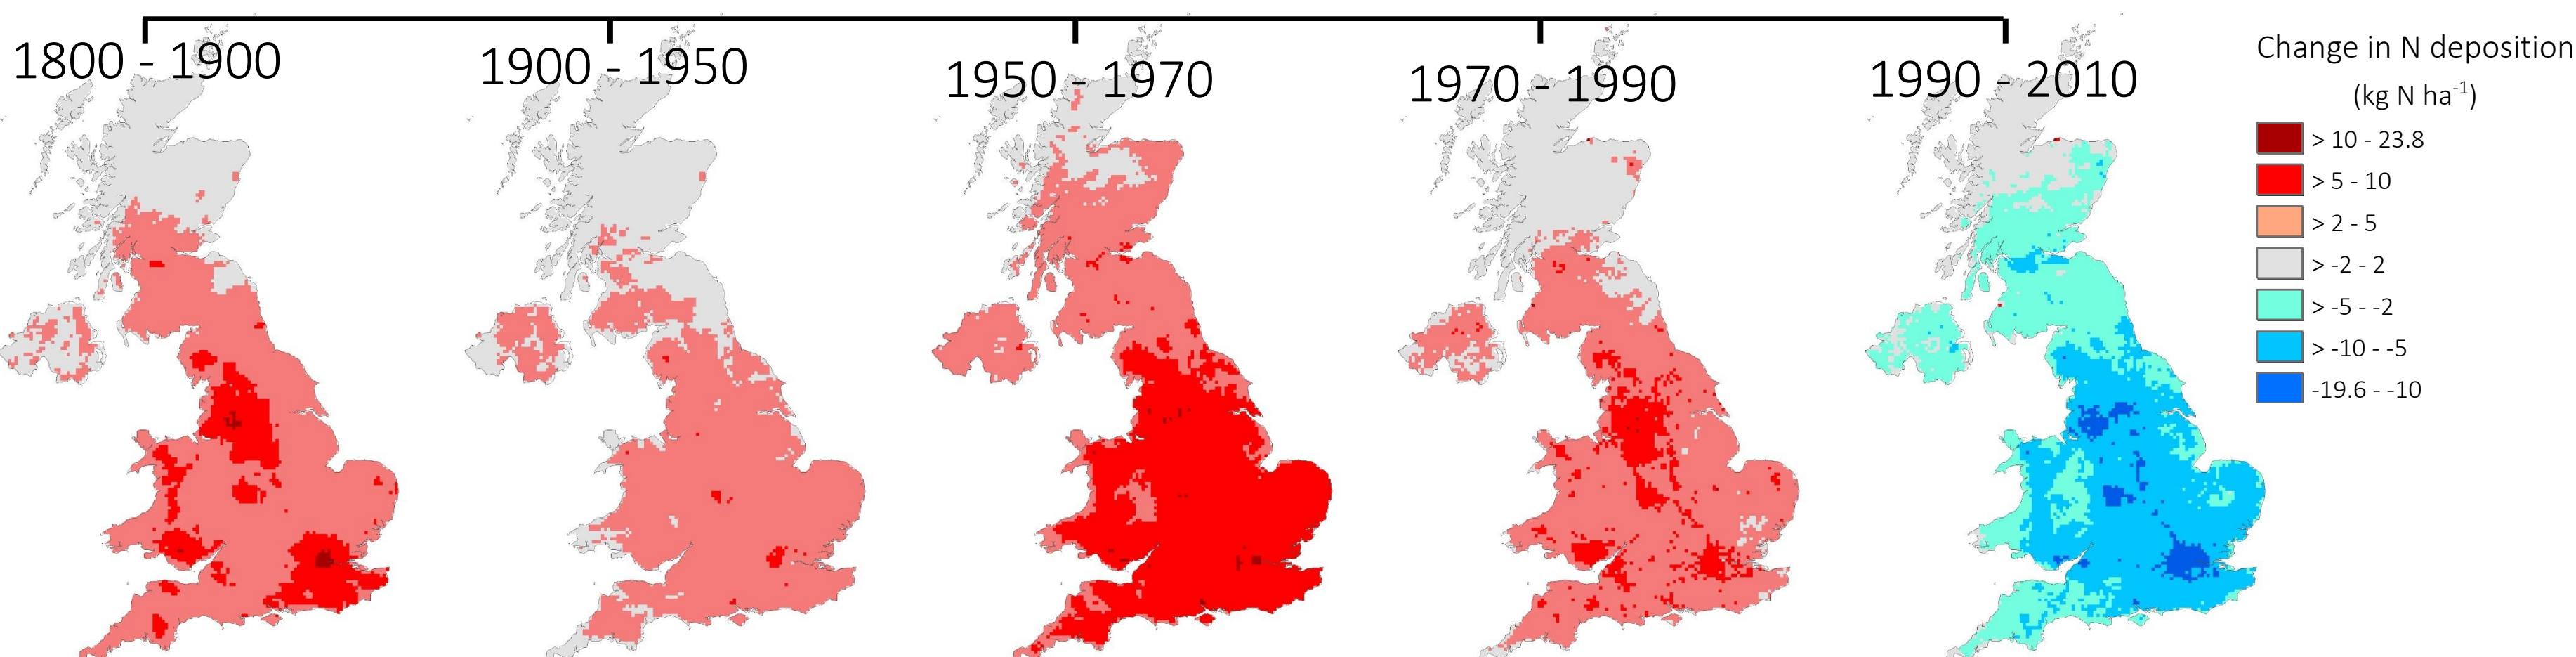 1800 - 1900
1900 - 1950
1950 - 1970
1970 - 1990
1990 - 2010
Change in N deposition
(kg N ha⁻¹)
> 10 - 23.8
> 5 - 10
> 2 - 5
> -2 - 2
> -5 - -2
> -10 - -5
-19.6 - -10